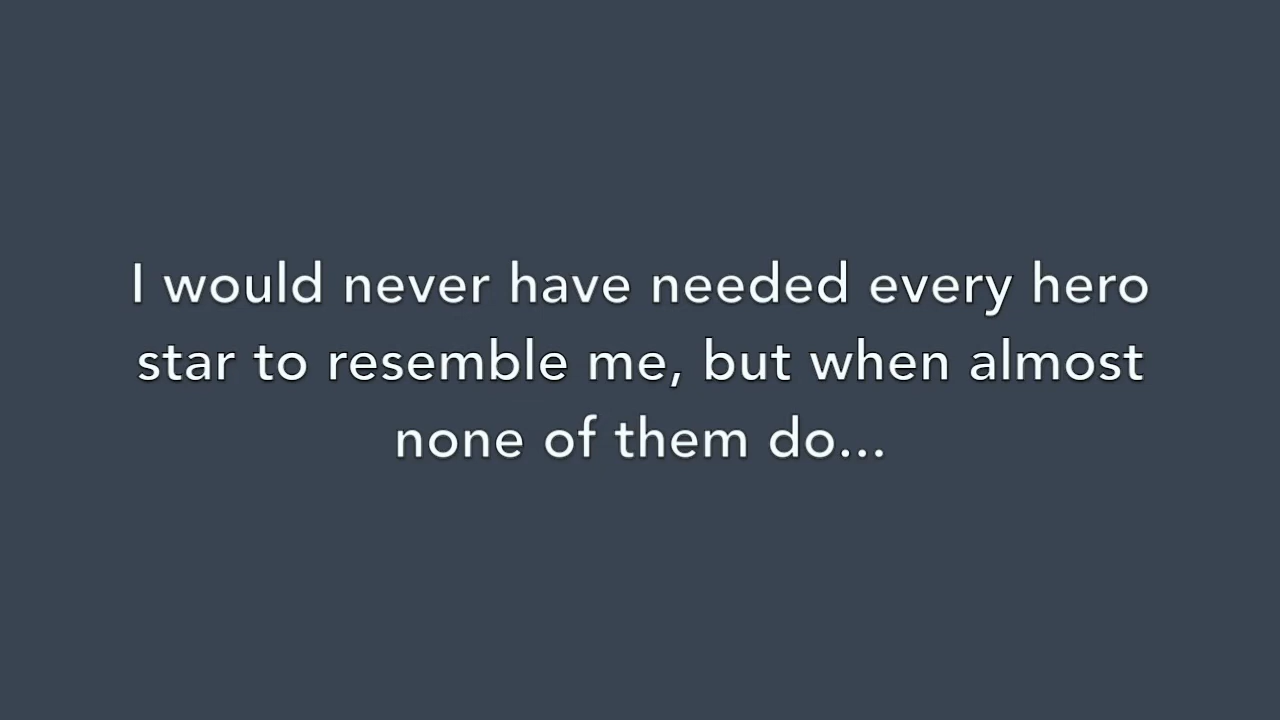 I would never have needed every hero
star to resemble me, but when almost
none of them do...